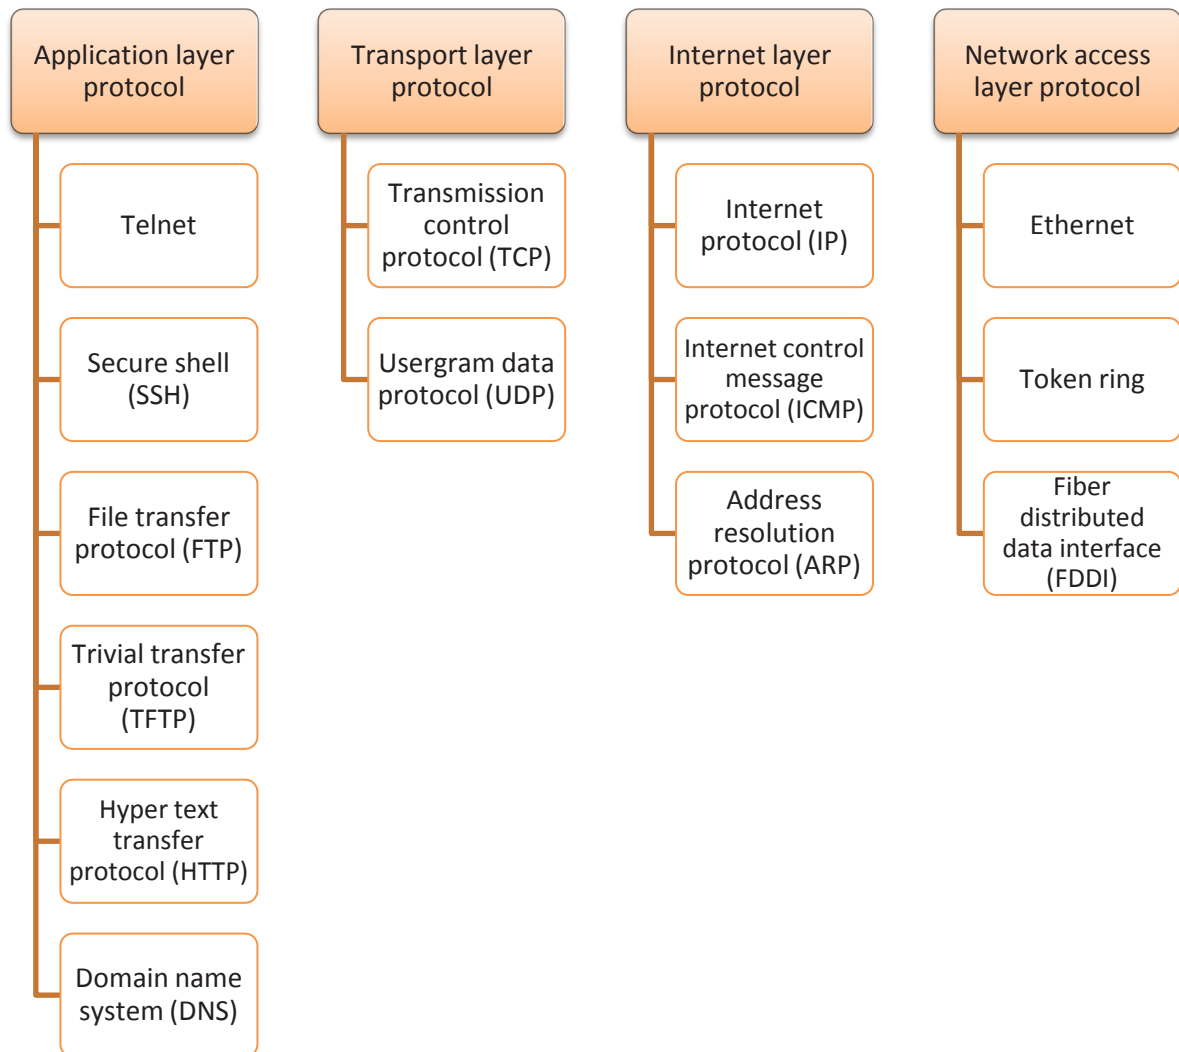 Application layer
protocol
Telnet
Secure shell
(SSH)
File transfer
protocol (FTP)
Trivial transfer
protocol
(TFTP)
Hyper text
transfer
protocol (HTTP)
Domain name
system (DNS)
Transport layer
protocol
Transmission
control
protocol (TCP)
Usergram data
protocol (UDP)
Internet layer
protocol
Internet
protocol (IP)
Internet control
message
protocol (ICMP)
Address
resolution
protocol (ARP)
Network access
layer protocol
Ethernet
Token ring
Fiber
distributed
data interface
(FDDI)